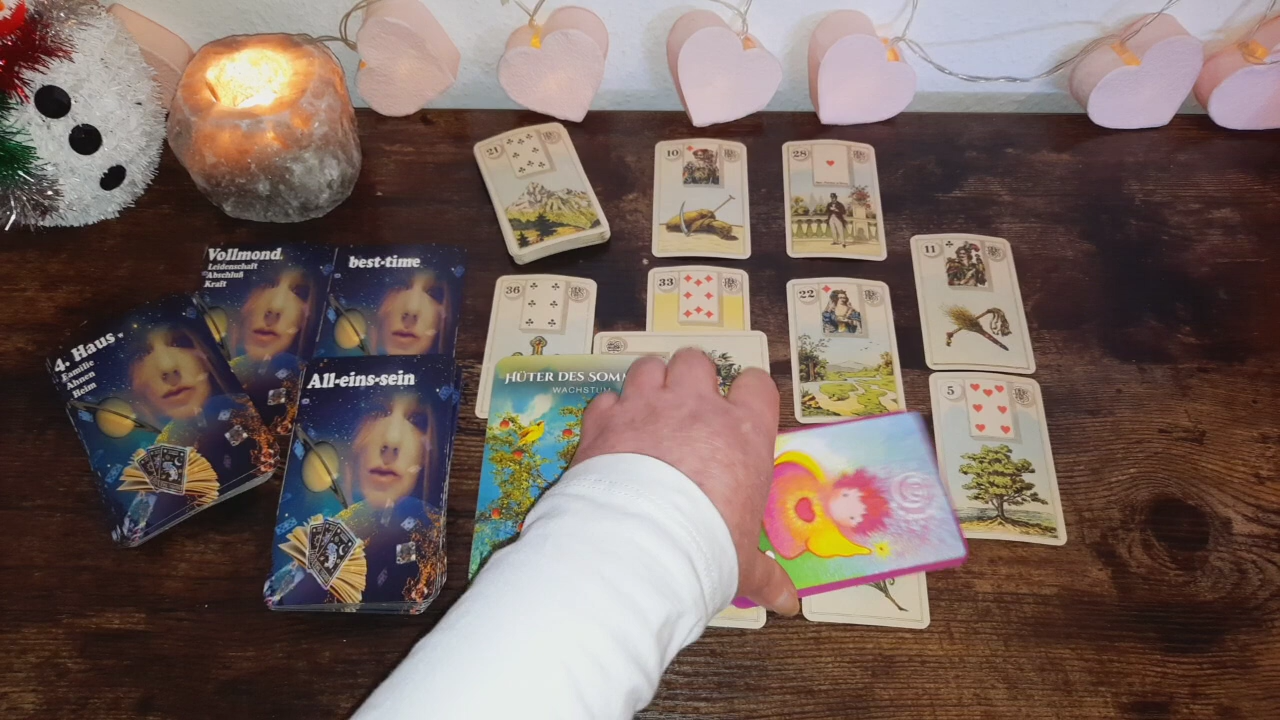 21
10
28
11
Vollmond
Leidenschaft
Abschluß
Kraft
best-time
36
33
22
4. Haus
Familie
Ahnen
Heim
All-eins-sein
HÜTER DES
WACHSTUM
5